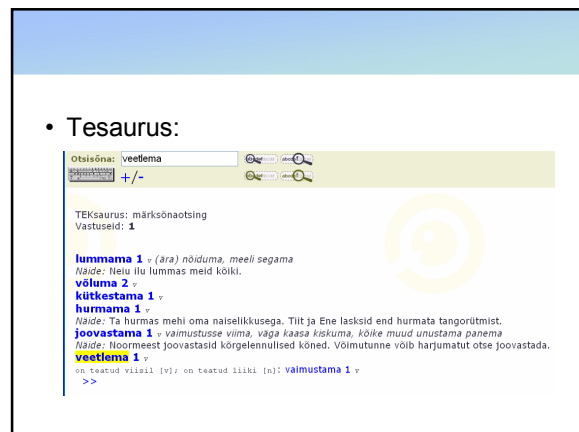 • Tesaurus:
Otsisõna: veetlema
+/-
TEKsaurus: märksõnaotsing
Vastuseid: 1
lummama 1 v (ära) nõiduma, meeli segama
Näide: Neiu ilu lummas meid kõiki.
võluma 2 v
kütkestama 1 v
hurmama 1 v
Näide: Ta hurmas mehi oma naiselikkusega. Tiit ja Ene lasksid end hurmata tangorütmist.
joovastama 1 v vaimustusse viima, väga kaasa kiskuma, kõike muud unustama panema
Näide: Noormeest joovastasid kõrgelennulised kõned. Võimutunne võib harjumatut otse joovastada.
veetlema 1 v
on teatud viisil [v]; on teatud liiki [n]: vaimustama 1 v
>>